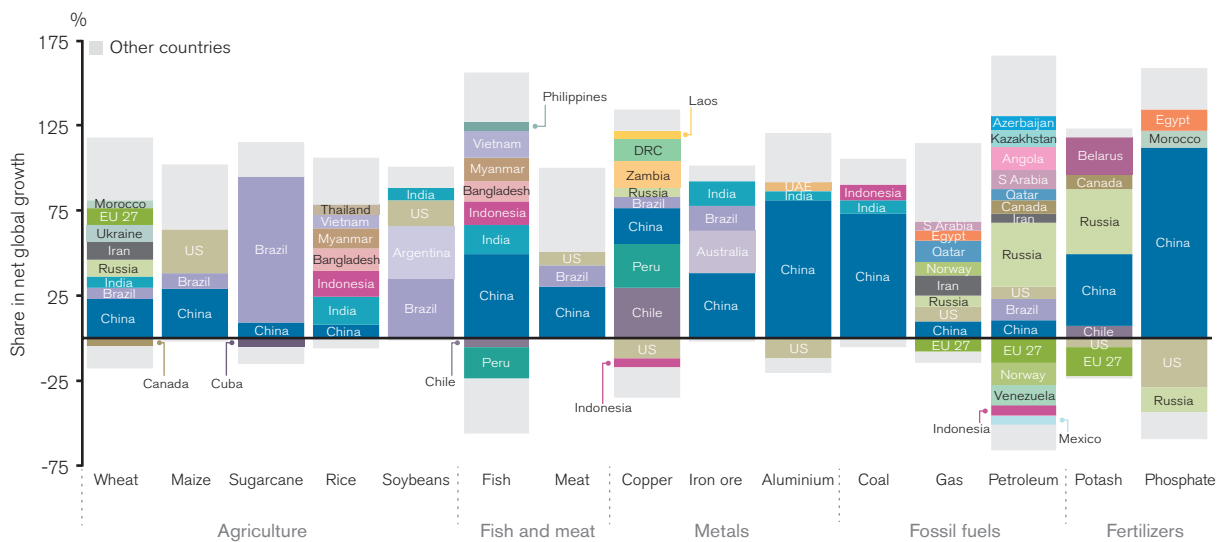 %
175
125
75
25
-25
-75
Share in net global growth
Other countries
Morocco
EU 27
Ukraine
Iran
Russia
India
Brazil
China
Canada
US
Brazil
China
Brazil
China
Cuba
Thailand
Vietnam
Myanmar
Bangladesh
Indonesia
India
China
India
US
Argentina
Brazil
Philippines
Vietnam
Myanmar
Bangladesh
Indonesia
India
China
Peru
Chile
US
Brazil
China
Laos
DRC
Zambia
Russia
Brazil
China
Peru
Chile
US
Indonesia
India
Brazil
Australia
China
UAE
India
China
US
Indonesia
India
China
S Arabia
Egypt
Qatar
Norway
Iran
Russia
US
China
EU 27
Azerbaijan
Kazakhstan
Angola
S Arabia
Qatar
Canada
Iran
Russia
US
Brazil
China
EU 27
Norway
Venezuela
Indonesia
Mexico
Belarus
Canada
Russia
China
Chile
US
EU 27
Egypt
Morocco
China
US
Russia
Wheat
Maize
Sugarcane
Rice
Soybeans
Fish
Meat
Copper
Iron ore
Aluminium
Coal
Gas
Petroleum
Potash
Phosphate
Agriculture
Fish and meat
Metals
Fossil fuels
Fertilizers